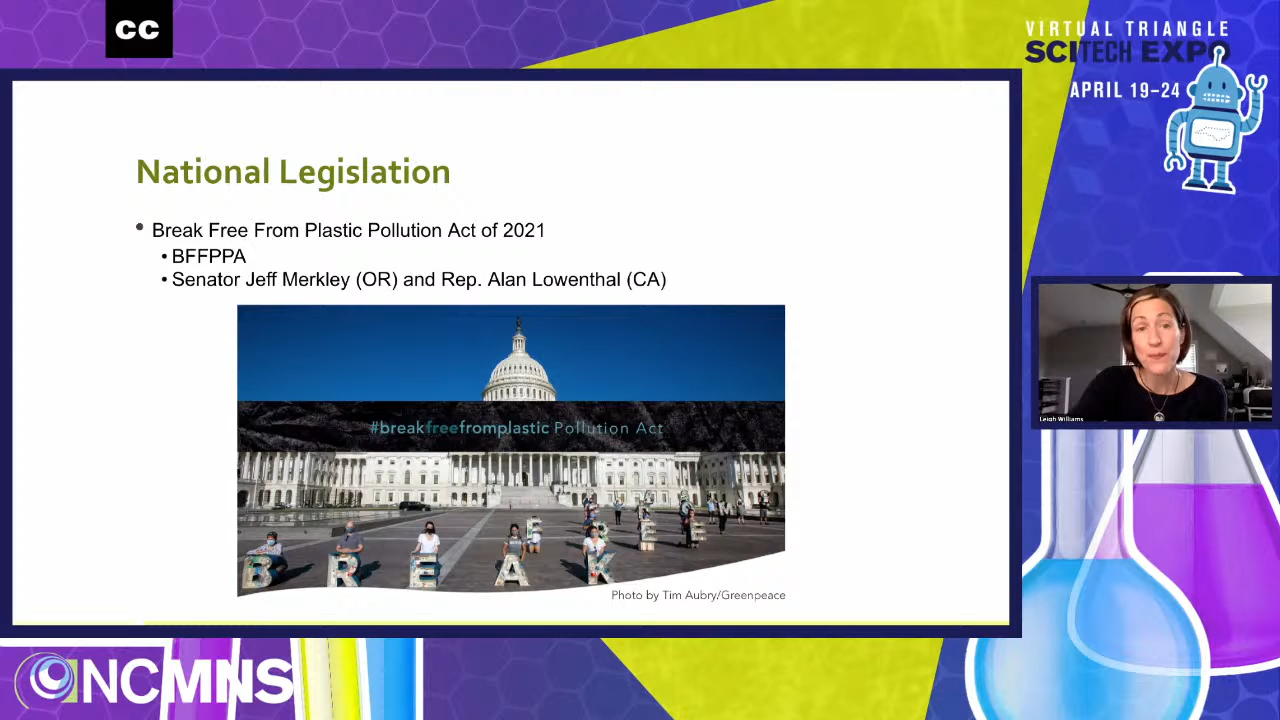 CC
VIRTUAL TRIANGLE
SCITECH EXPO
APRIL 19–24
National Legislation
• Break Free From Plastic Pollution Act of 2021
• BFFPPA
• Senator Jeff Merkley (OR) and Rep. Alan Lowenthal (CA)
#breakfreefromplastic Pollution Act
BREAK
Photo by Tim Aubry/Greenpeace
Leigh Williams
NCMNS